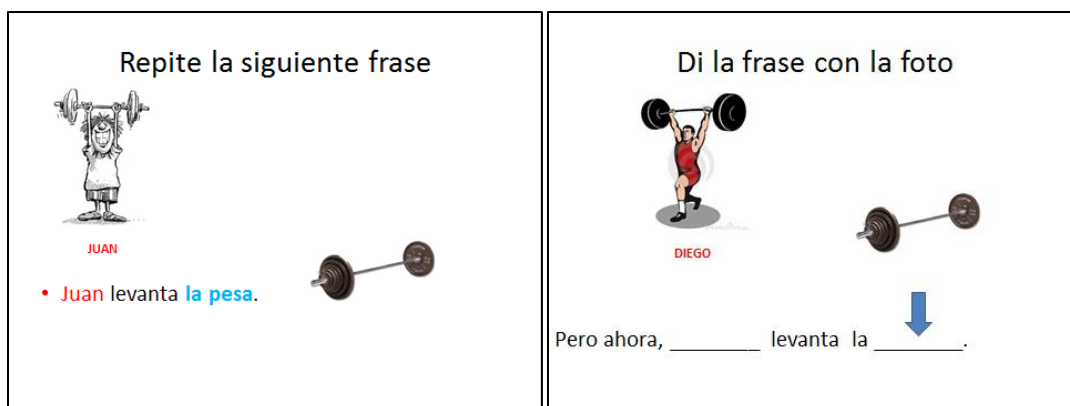 Repite la siguiente frase
JUAN
• Juan levanta la pesa.
Di la frase con la foto
DIEGO
Pero ahora, ________ levanta la ________.